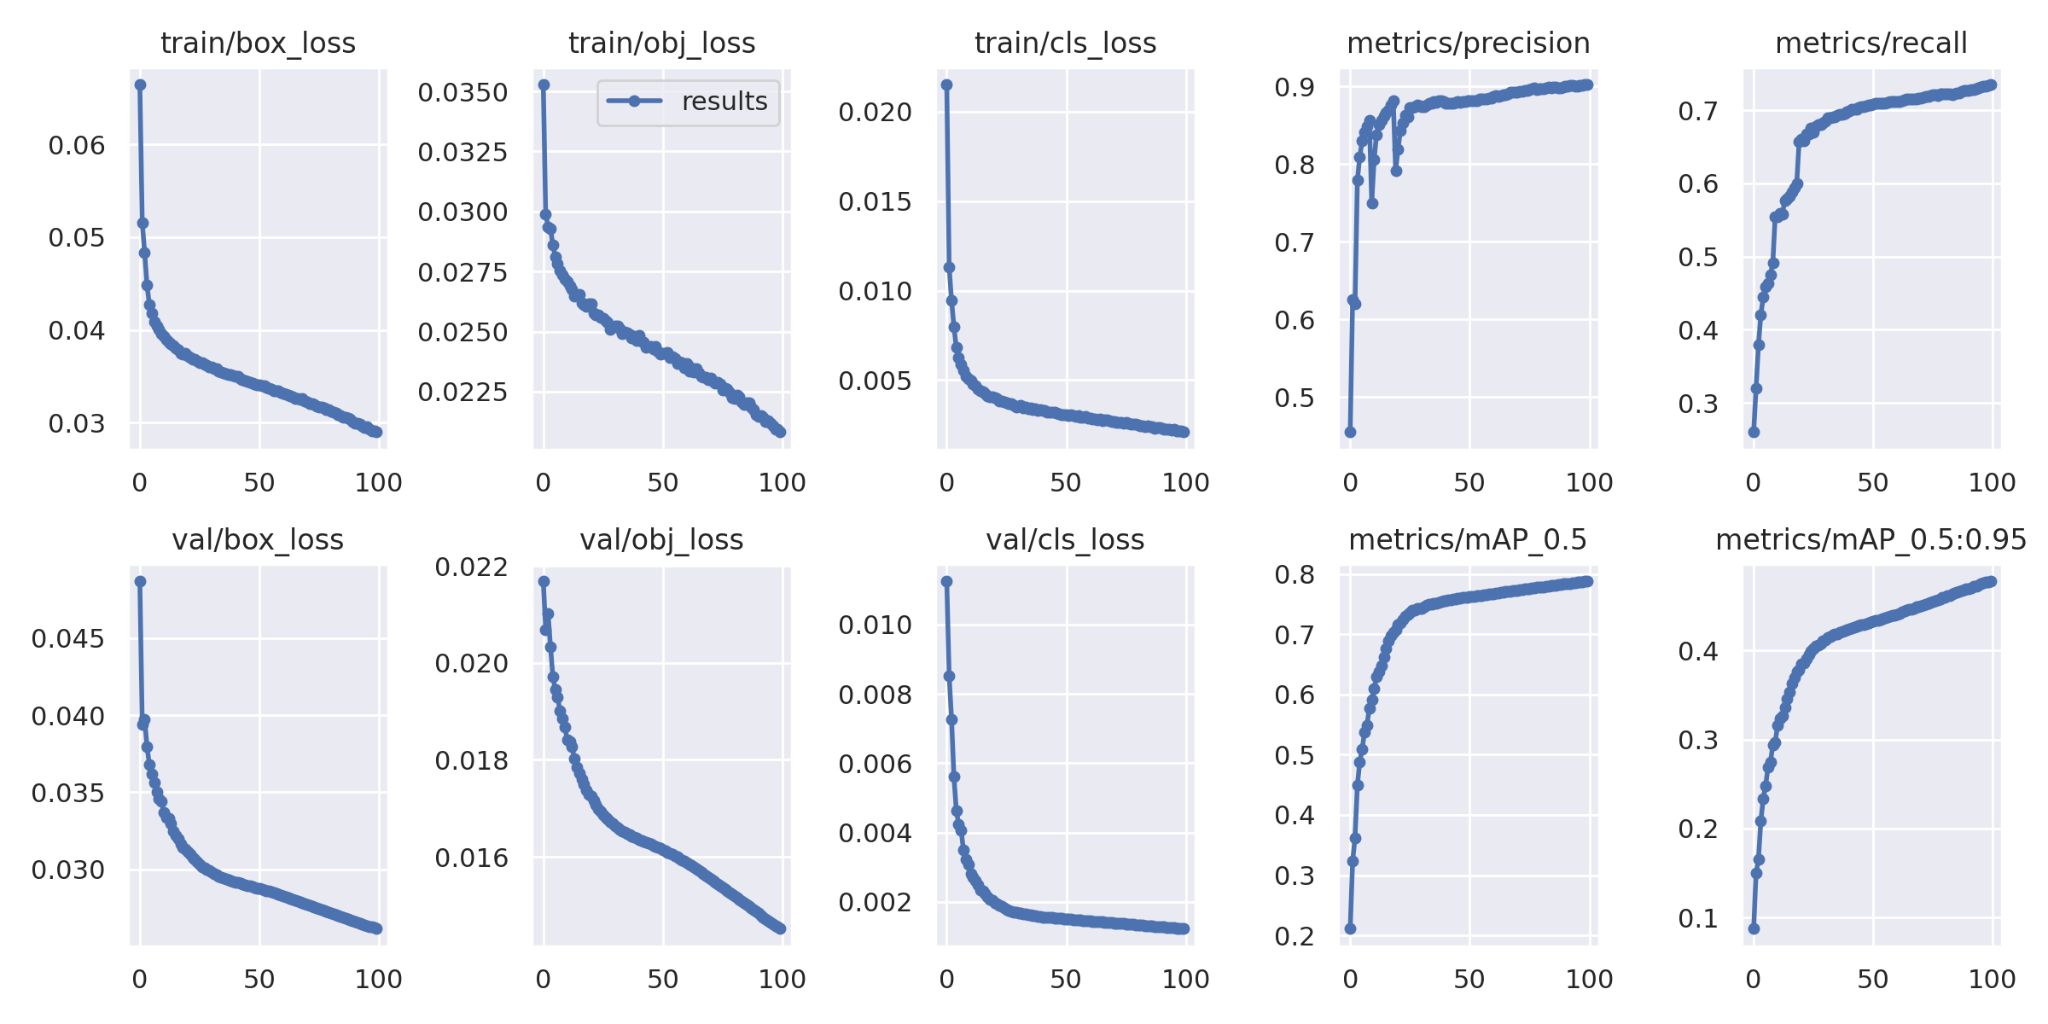 train/box_loss
0.06
0.05
0.04
0.03
0 50 100
train/obj_loss
results
0.0350
0.0325
0.0300
0.0275
0.0250
0.0225
0 50 100
train/cls_loss
0.020
0.015
0.010
0.005
0 50 100
metrics/precision
0.9
0.8
0.7
0.6
0.5
0 50 100
metrics/recall
0.7
0.6
0.5
0.4
0.3
0 50 100
val/box_loss
0.045
0.040
0.035
0.030
0 50 100
val/obj_loss
0.022
0.020
0.018
0.016
0 50 100
val/cls_loss
0.010
0.008
0.006
0.004
0.002
0 50 100
metrics/mAP_0.5
0.8
0.7
0.6
0.5
0.4
0.3
0.2
0 50 100
metrics/mAP_0.5:0.95
0.4
0.3
0.2
0.1
0 50 100